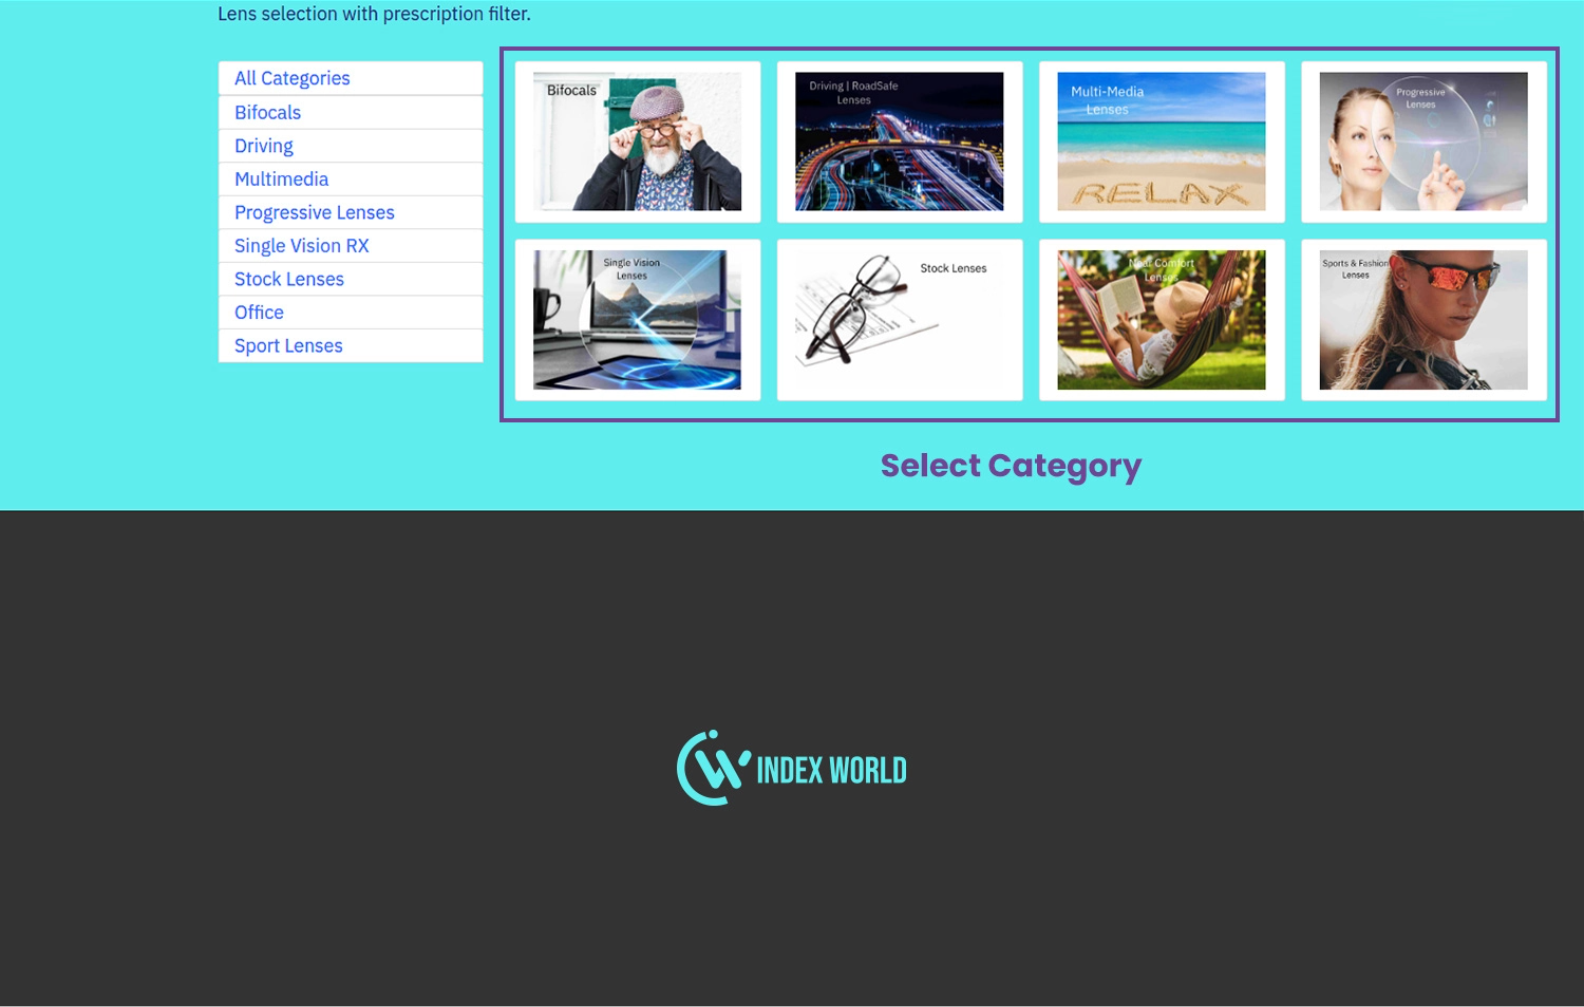 Lens selection with prescription filter.
All Categories
Bifocals
Driving
Multimedia
Progressive Lenses
Single Vision RX
Stock Lenses
Office
Sport Lenses
Bifocals
Driving | RoadSafe
Lenses
Multi-Media
Lenses
RELAX
Progressive
Lenses
Single Vision
Lenses
Stock Lenses
Near Comfort
Lenses
Sports & Fashion
Lenses
Select Category
INDEX WORLD